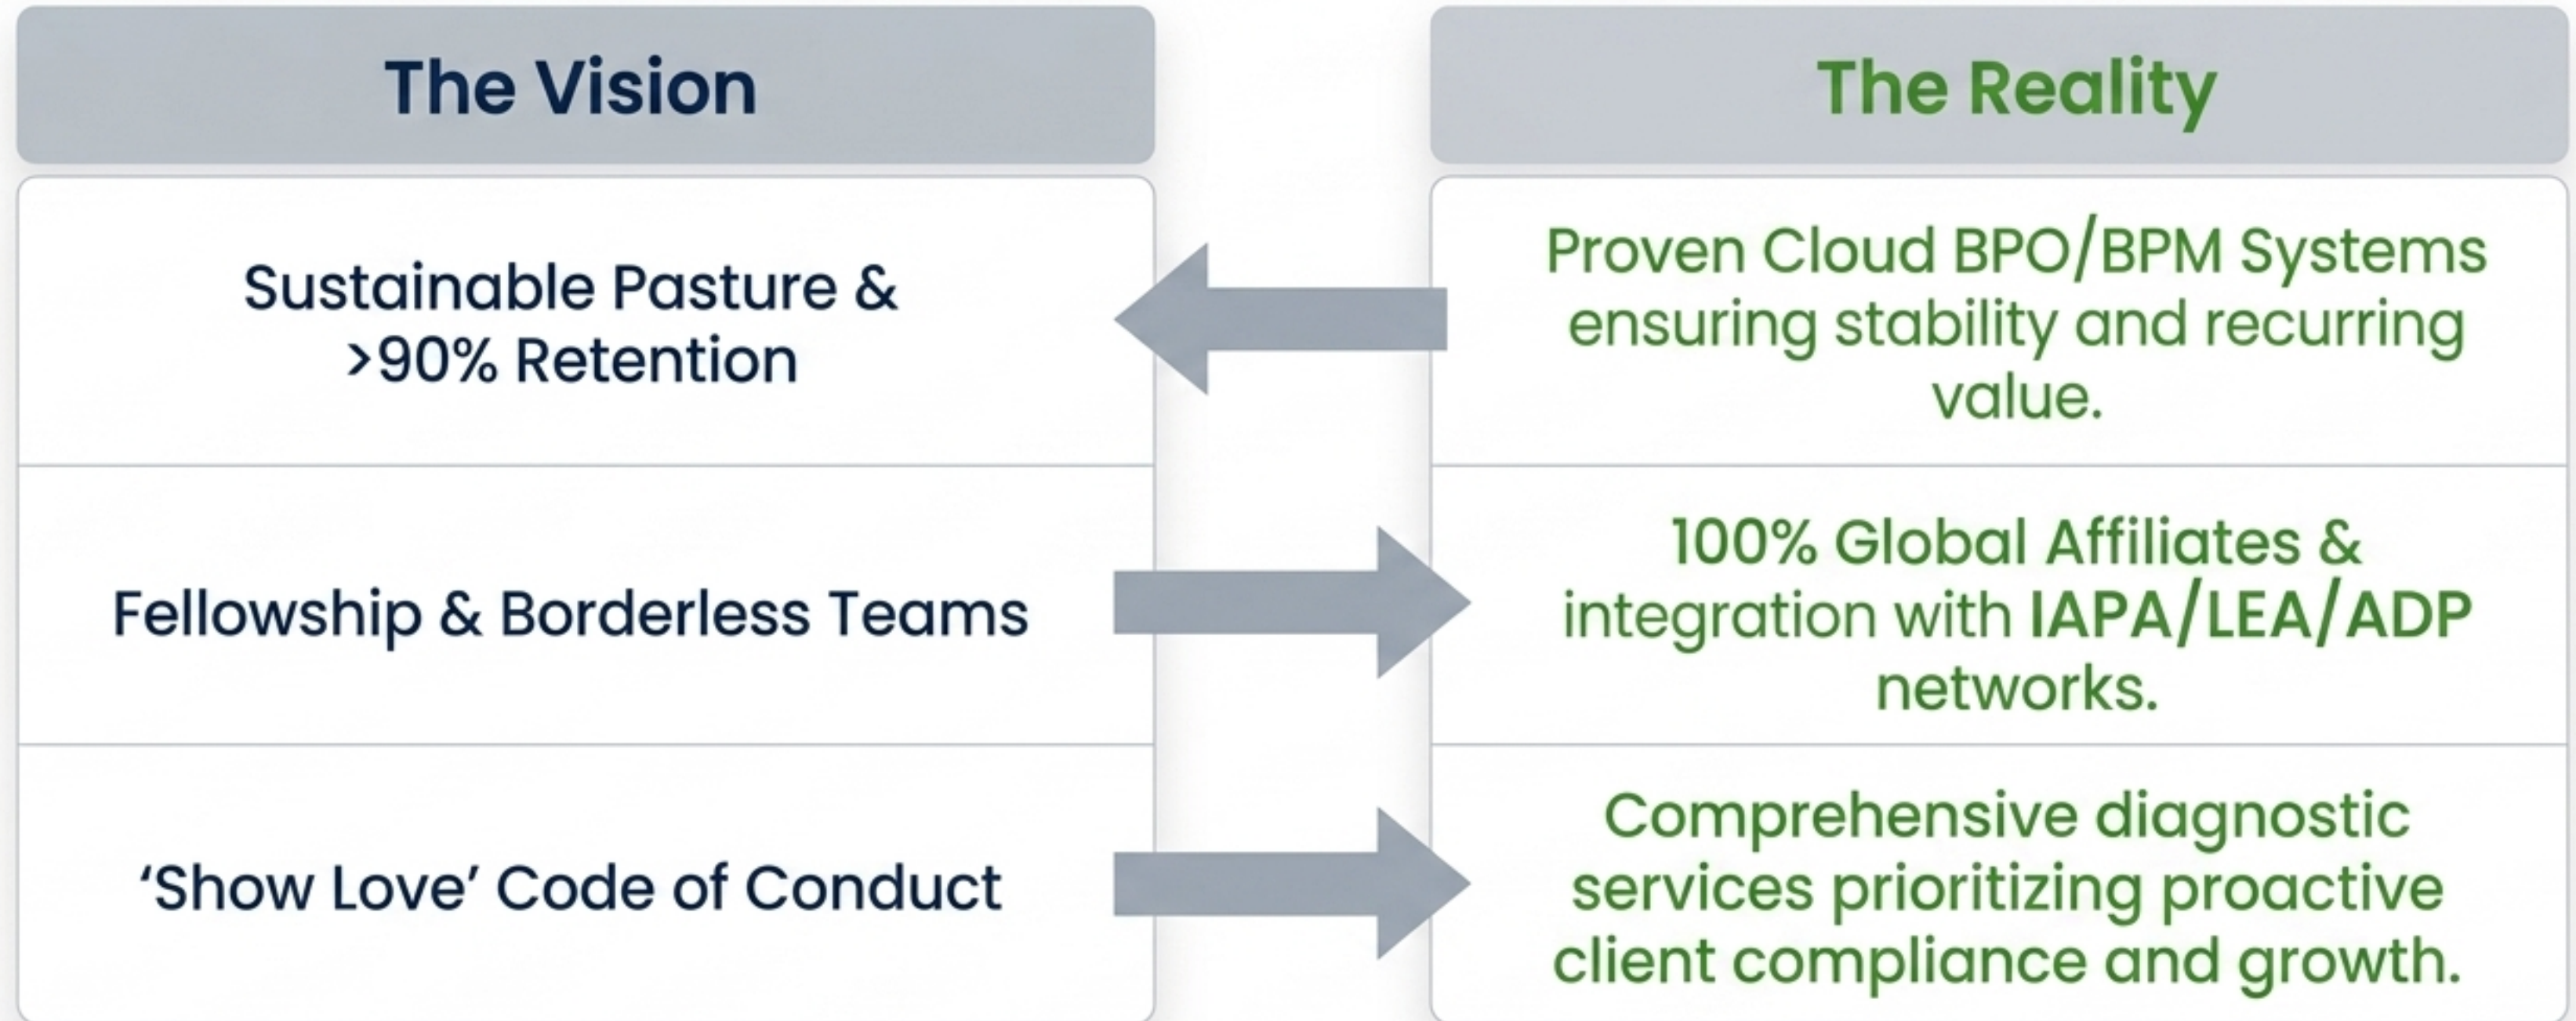 The Vision
The Reality
Sustainable Pasture &
>90% Retention
Proven Cloud BPO/BPM Systems
ensuring stability and recurring
value.
Fellowship & Borderless Teams
100% Global Affiliates &
integration with IAPA/LEA/ADP
networks.
‘Show Love’ Code of Conduct
Comprehensive diagnostic
services prioritizing proactive
client compliance and growth.